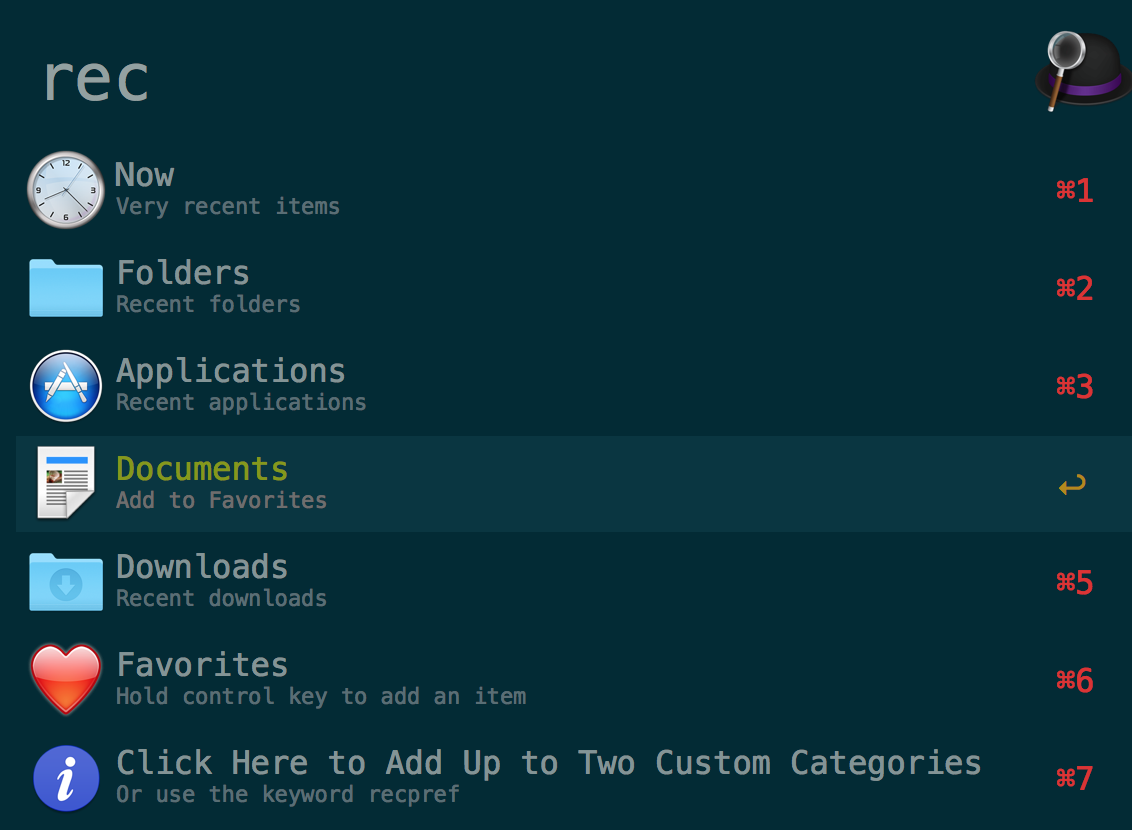 rec
Now
Very recent items
⌘1
Folders
Recent folders
⌘2
Applications
Recent applications
⌘3
Documents
Add to Favorites
↩
Downloads
Recent downloads
⌘5
Favorites
Hold control key to add an item
⌘6
Click Here to Add Up to Two Custom Categories
Or use the keyword recpref
⌘7